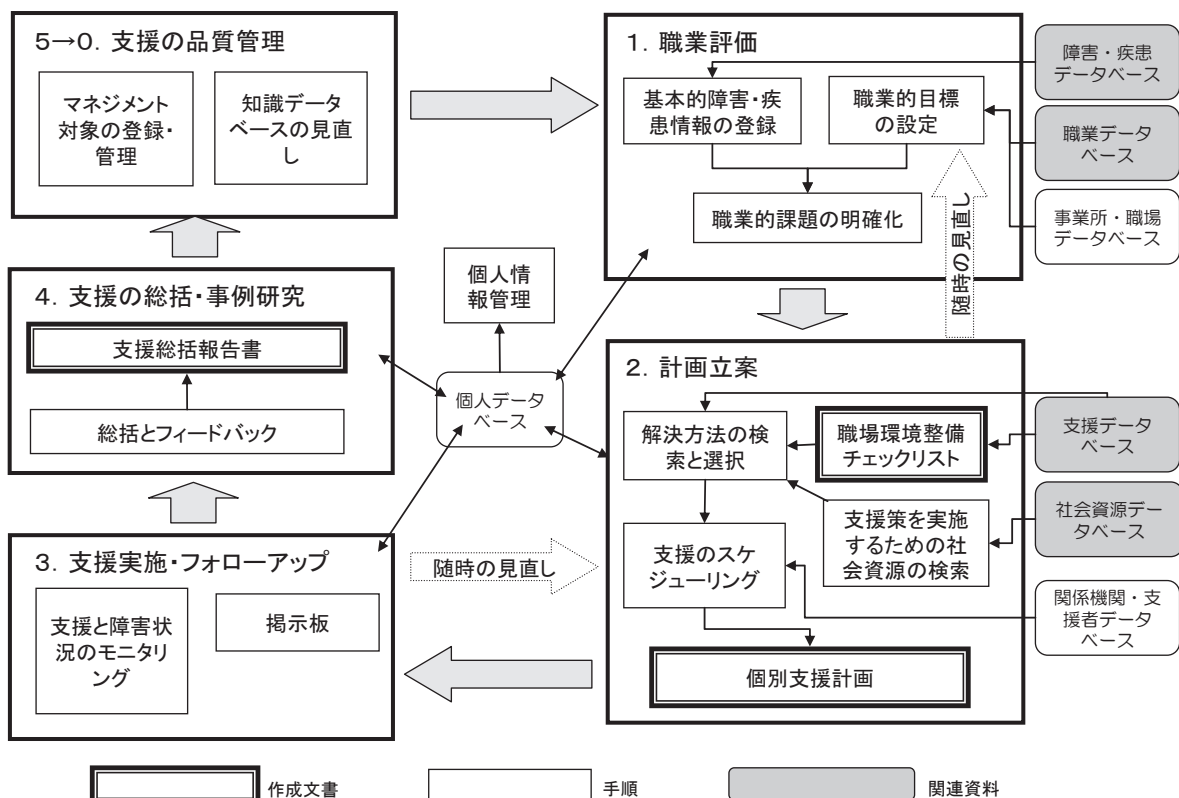 5→0. 支援の品質管理
マネジメント
対象の登録・
管理
知識データ
ベースの見直
し
1. 職業評価
基本的障害・疾
患情報の登録
職業的目標
の設定
職業的課題の明確化
障害・疾患
データベース
職業データ
ベース
事業所・職場
データベース
随時の見直し
4. 支援の総括・事例研究
支援総括報告書
総括とフィードバック
個人情
報管理
個人データ
ベース
2. 計画立案
解決方法の検
索と選択
職場環境整備
チェックリスト
支援のスケ
ジューリング
支援策を実施
するための社
会資源の検索
個別支援計画
支援データ
ベース
社会資源デー
タベース
関係機関・支
援者データ
ベース
3. 支援実施・フォローアップ
支援と障害状
況のモニタリ
ング
掲示板
随時の見直し
作成文書
手順
関連資料